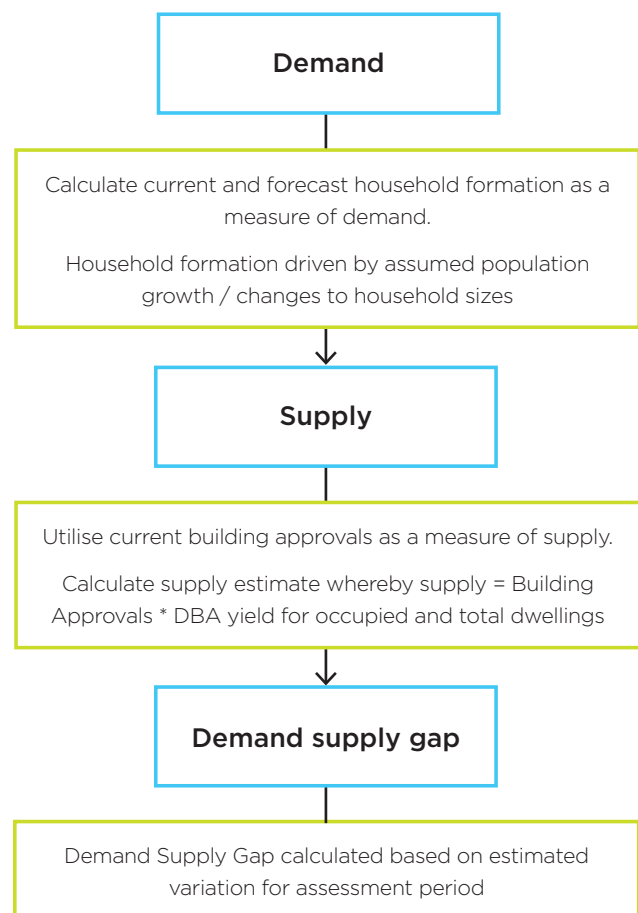 Demand
Calculate current and forecast household formation as a
measure of demand.
Household formation driven by assumed population
growth / changes to household sizes
Supply
Utilise current building approvals as a measure of supply.
Calculate supply estimate whereby supply = Building
Approvals * DBA yield for occupied and total dwellings
Demand supply gap
Demand Supply Gap calculated based on estimated
variation for assessment period